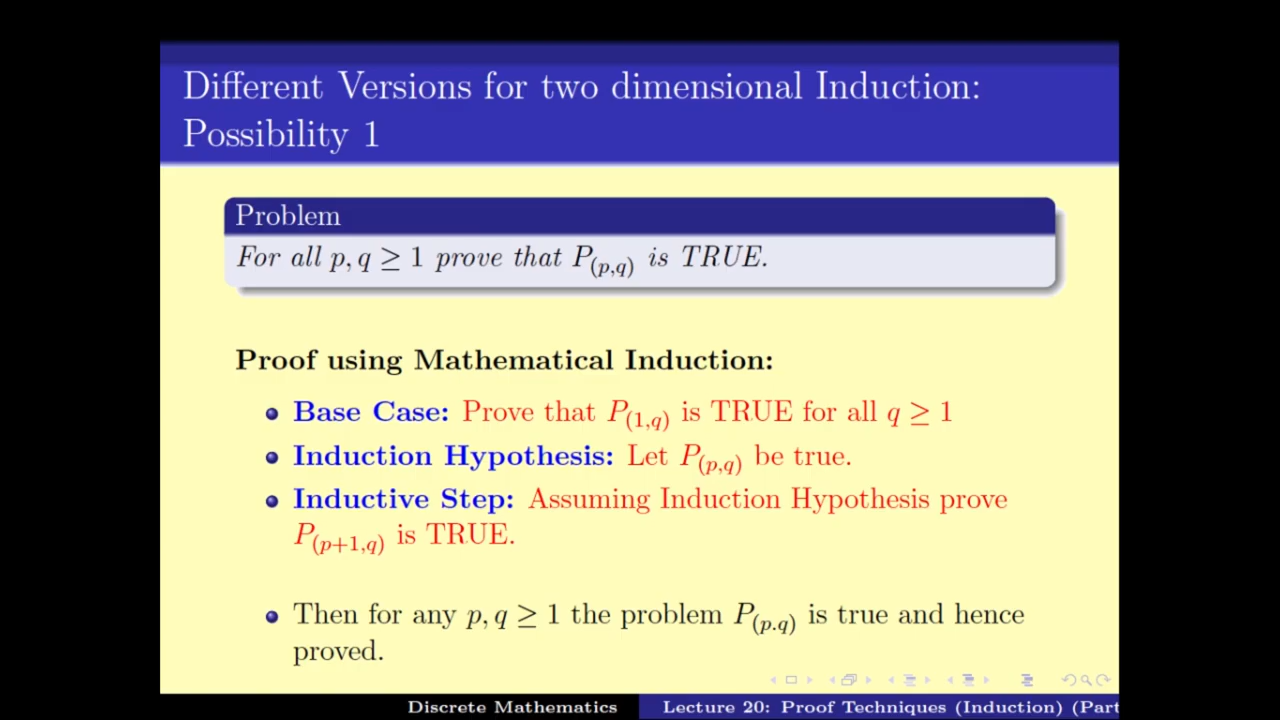 Different Versions for two dimensional Induction:
Possibility 1
Problem
For all p, q ≥ 1 prove that P(p,q) is TRUE.
Proof using Mathematical Induction:
Base Case: Prove that P(1,q) is TRUE for all q ≥ 1
Induction Hypothesis: Let P(p,q) be true.
Inductive Step: Assuming Induction Hypothesis prove
P(p+1,q) is TRUE.
Then for any p, q ≥ 1 the problem P(p.q) is true and hence
proved.
Discrete Mathematics Lecture 20: Proof Techniques (Induction) (Part